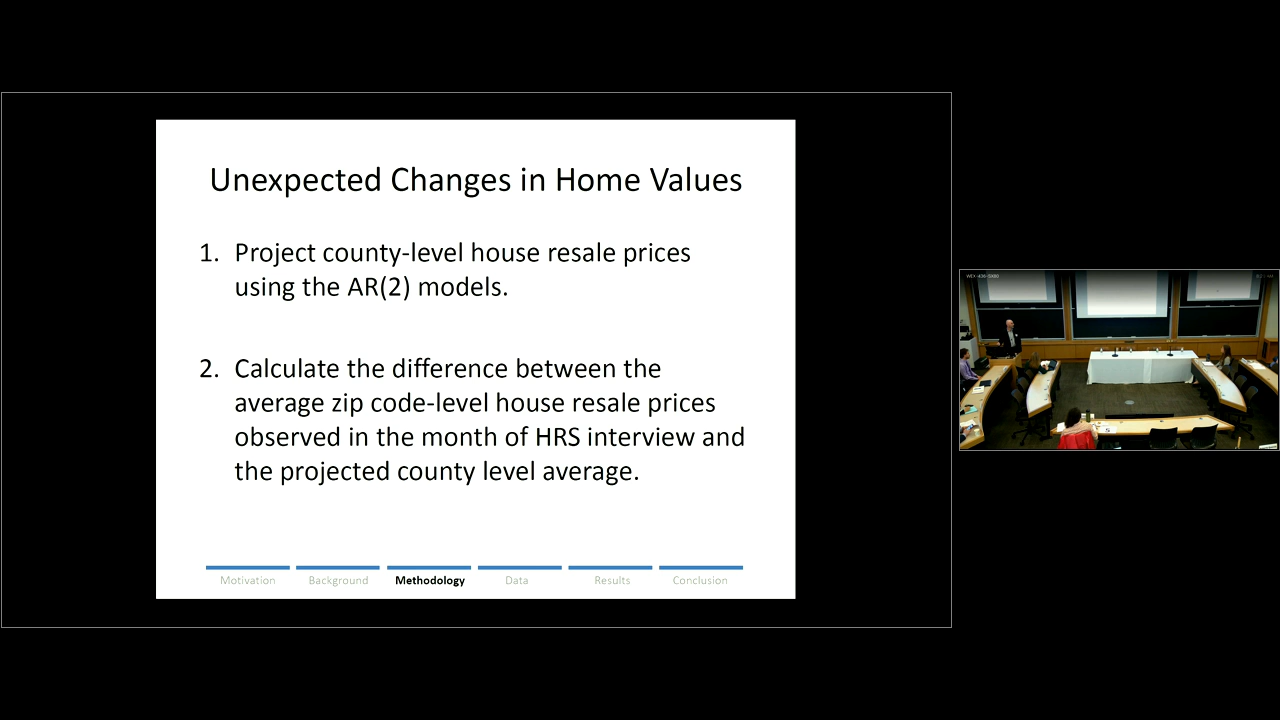 Unexpected Changes in Home Values
1. Project county-level house resale prices
using the AR(2) models.
2. Calculate the difference between the
average zip code-level house resale prices
observed in the month of HRS interview and
the projected county level average.
Motivation Background Methodology Data Results Conclusion